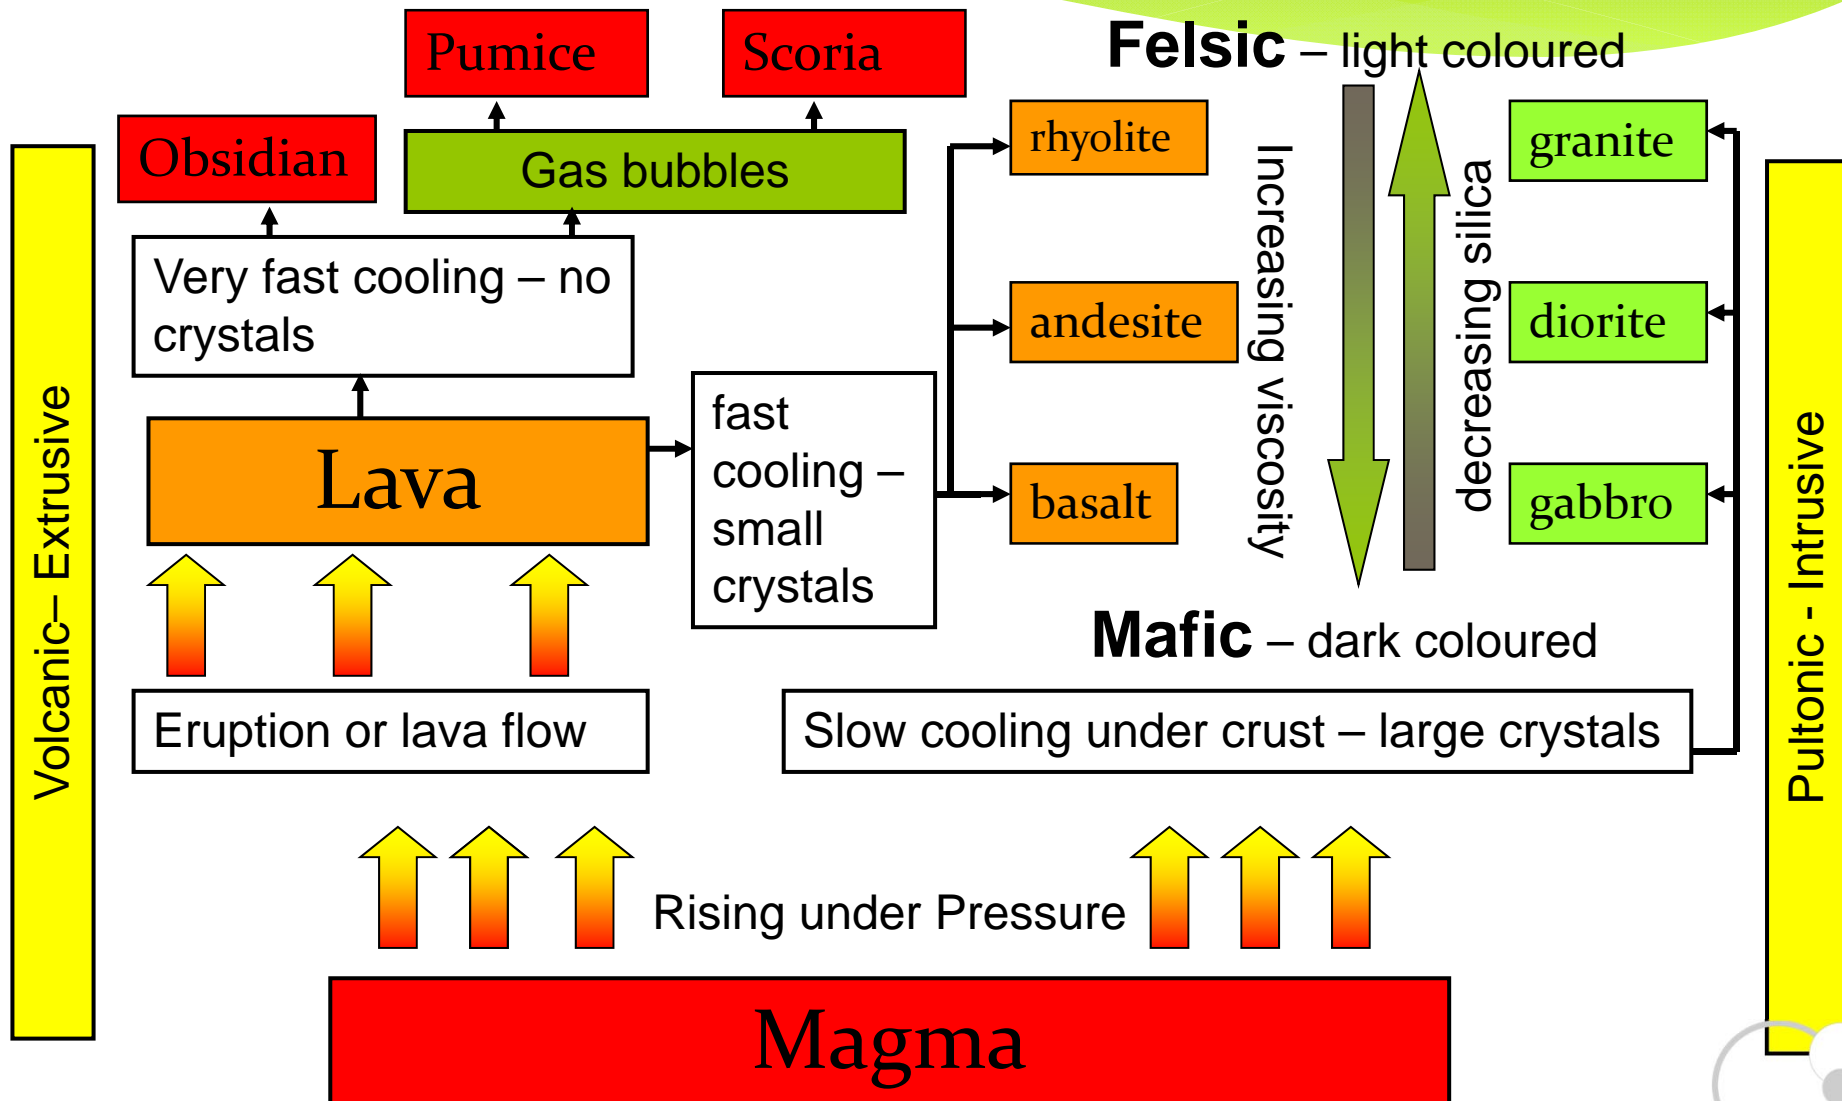 Pumice
Scoria
Felsic – light coloured
Obsidian
Gas bubbles
rhyolite
granite
Very fast cooling – no
crystals
andesite
diorite
Increasing viscosity
decreasing silica
Lava
fast
cooling –
small
crystals
basalt
gabbro
Volcanic– Extrusive
Pultonic - Intrusive
Mafic – dark coloured
Eruption or lava flow
Slow cooling under crust – large crystals
Rising under Pressure
Magma